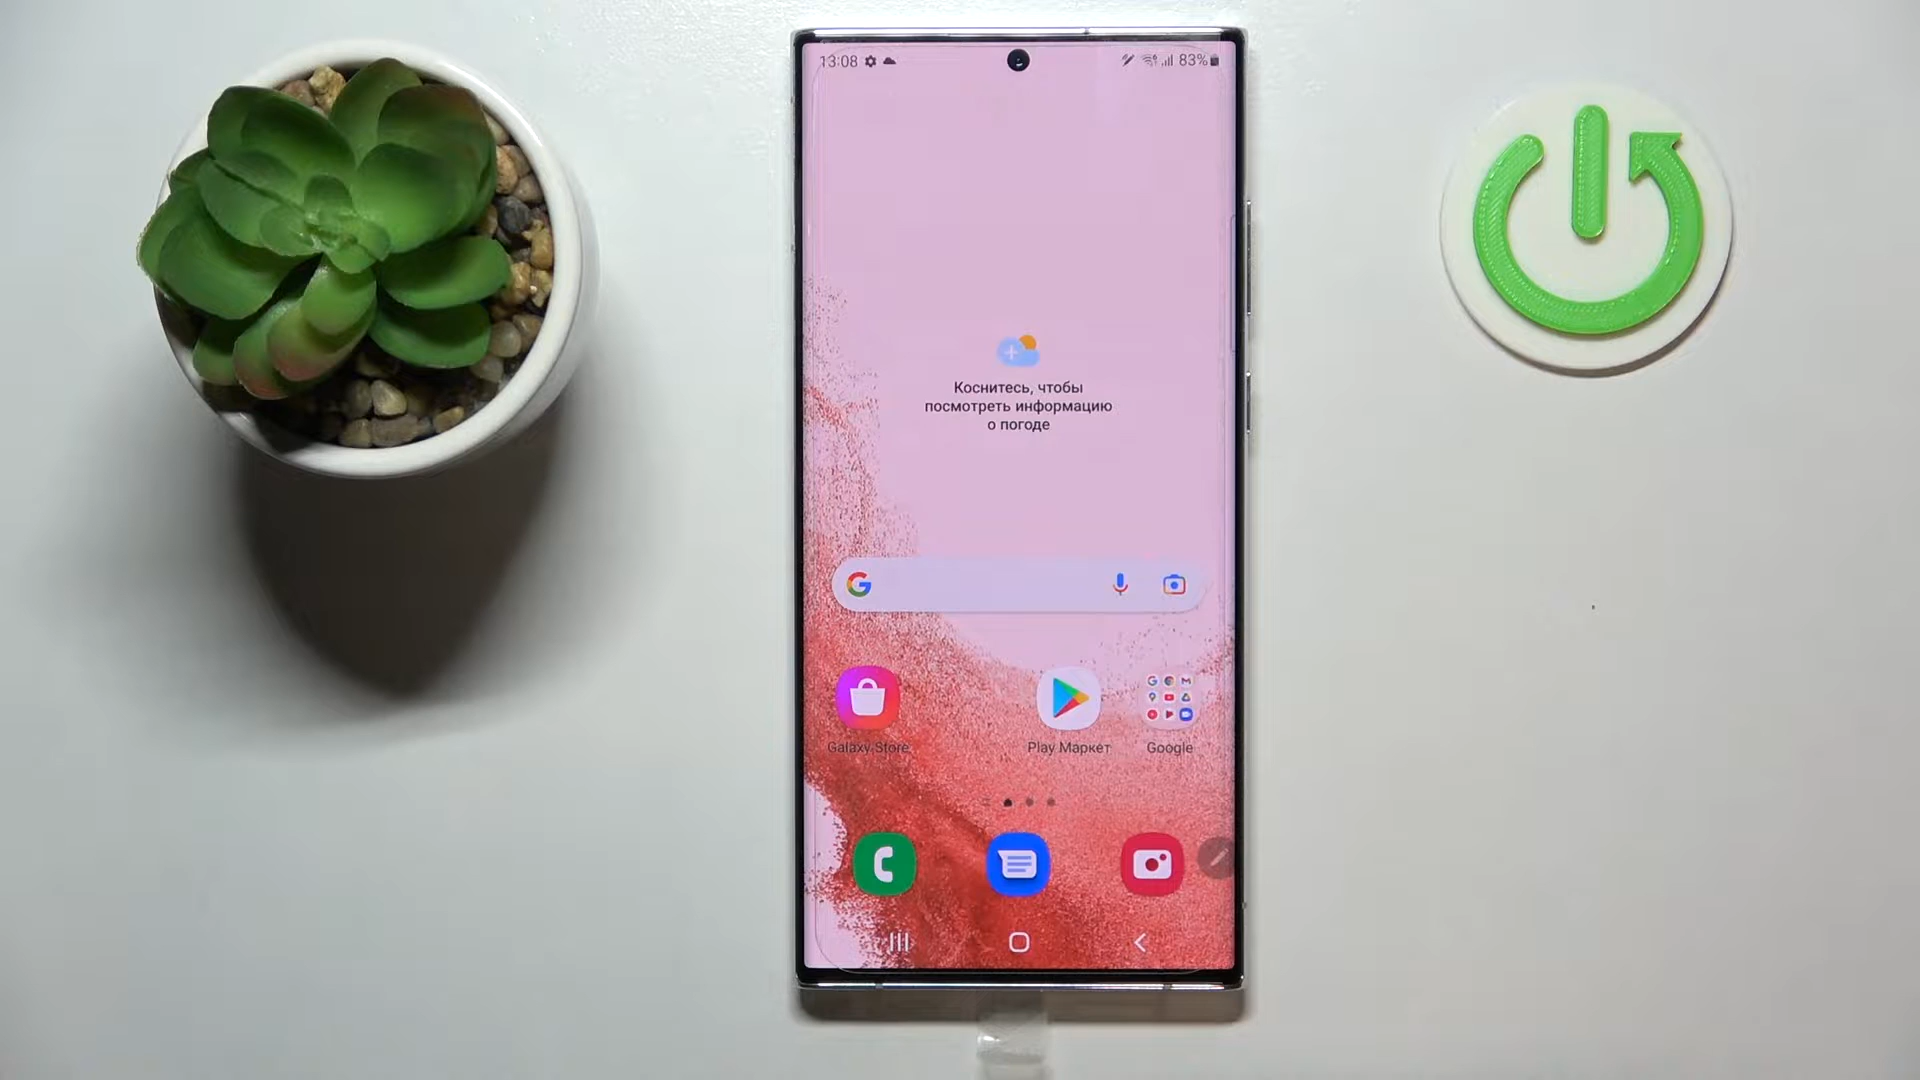 13:08
83%
Коснитесь, чтобы
посмотреть информацию
о погоде
Galaxy Store
Play Маркет
Google